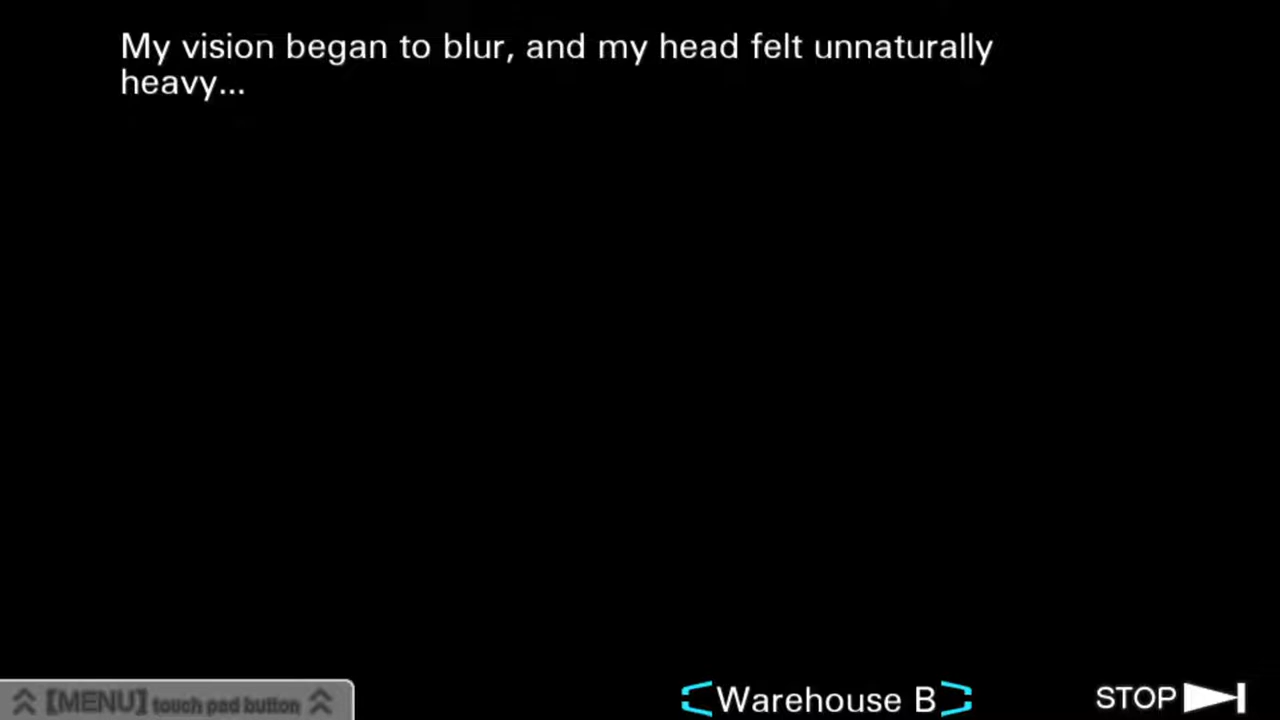 My vision began to blur, and my head felt unnaturally
heavy...
【MENU】 touch pad button
Warehouse B
STOP